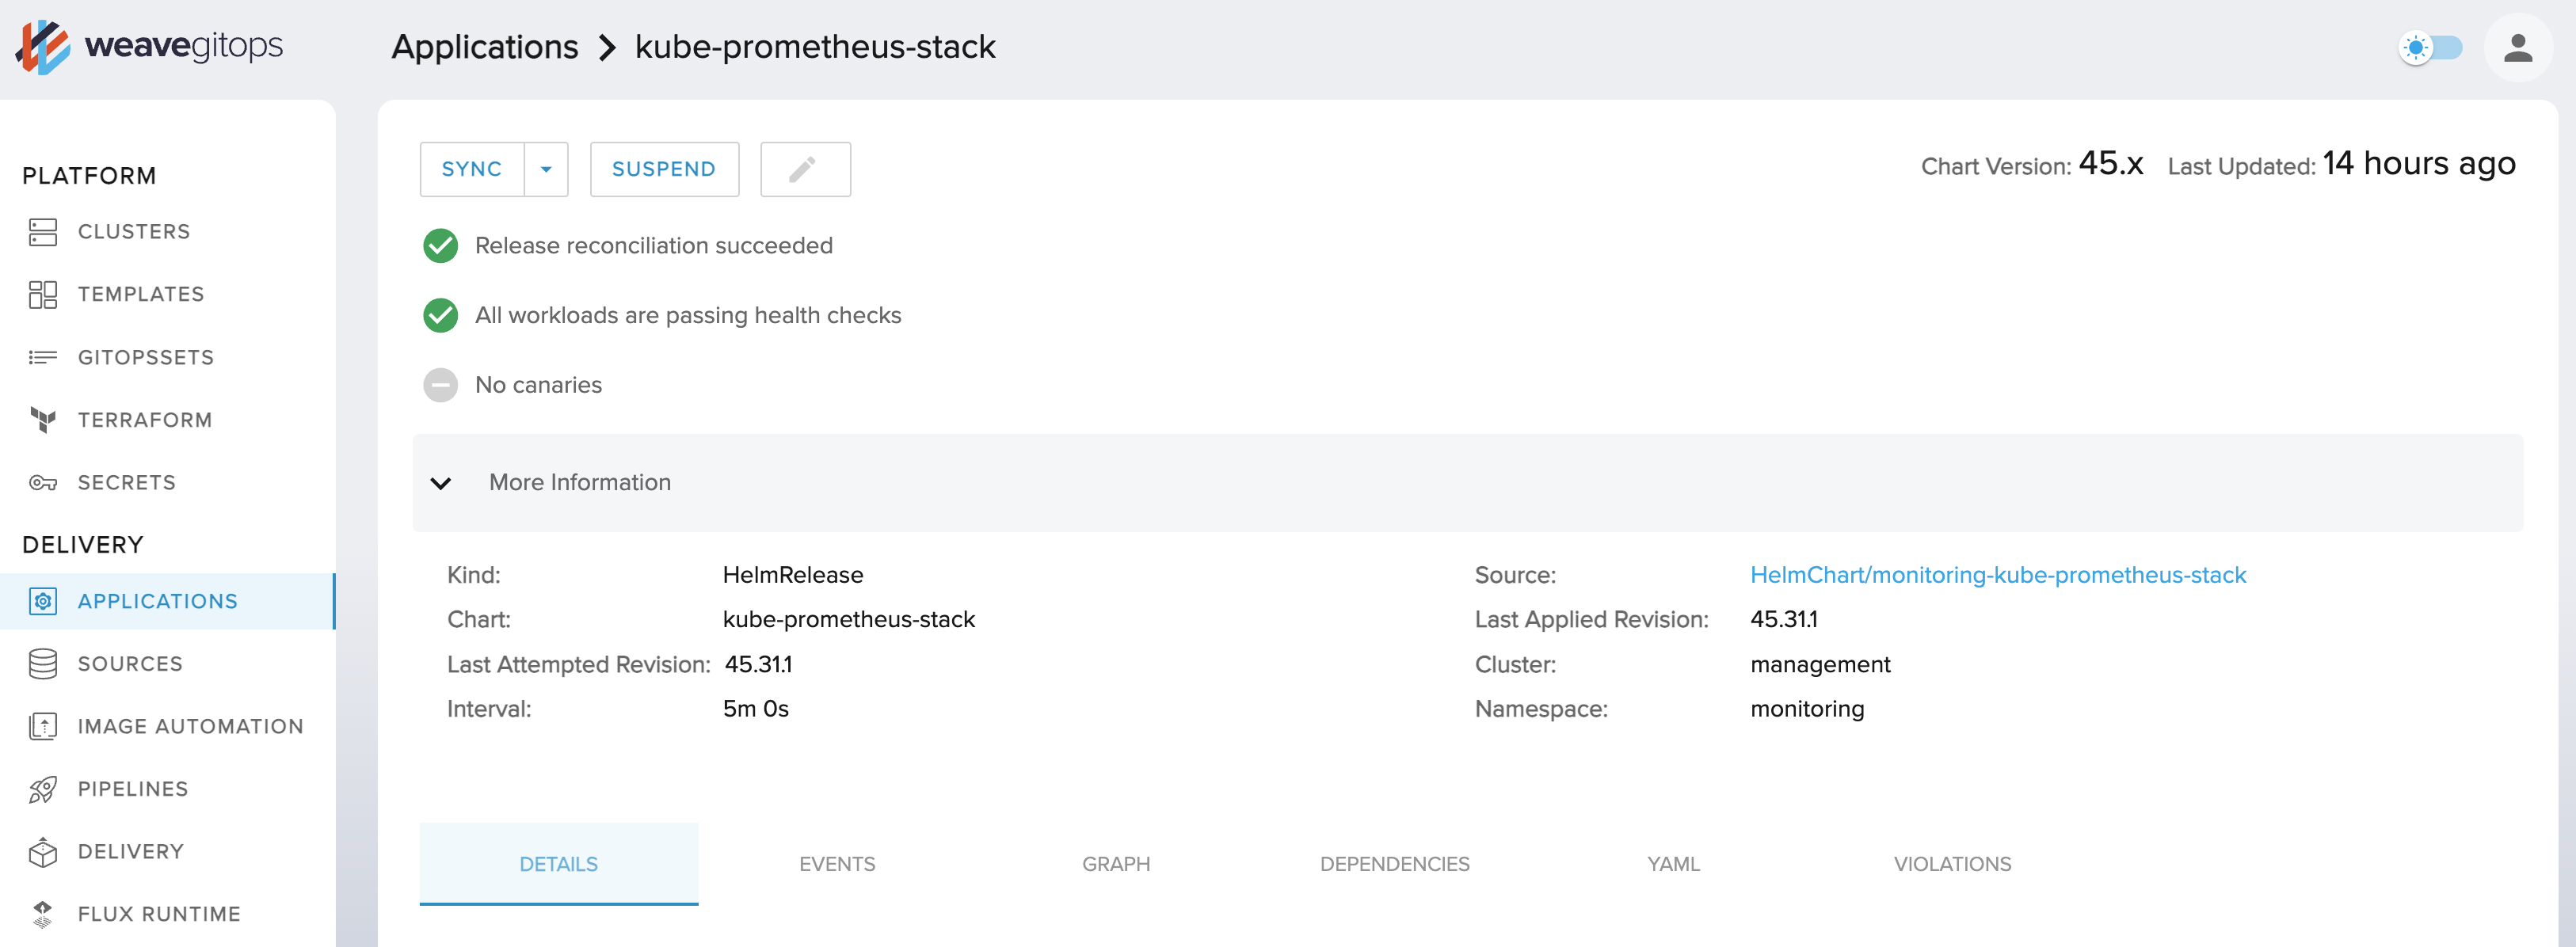 weavegitops
Applications > kube-prometheus-stack
PLATFORM
CLUSTERS
TEMPLATES
GITOPSSETS
TERRAFORM
SECRETS
DELIVERY
APPLICATIONS
SOURCES
IMAGE AUTOMATION
PIPELINES
DELIVERY
FLUX RUNTIME
SYNC SUSPEND
Chart Version: 45.x Last Updated: 14 hours ago
Release reconciliation succeeded
All workloads are passing health checks
No canaries
More Information
Kind: HelmRelease
Chart: kube-prometheus-stack
Last Attempted Revision: 45.31.1
Interval: 5m 0s
Source: HelmChart/monitoring-kube-prometheus-stack
Last Applied Revision: 45.31.1
Cluster: management
Namespace: monitoring
DETAILS EVENTS GRAPH DEPENDENCIES YAML VIOLATIONS